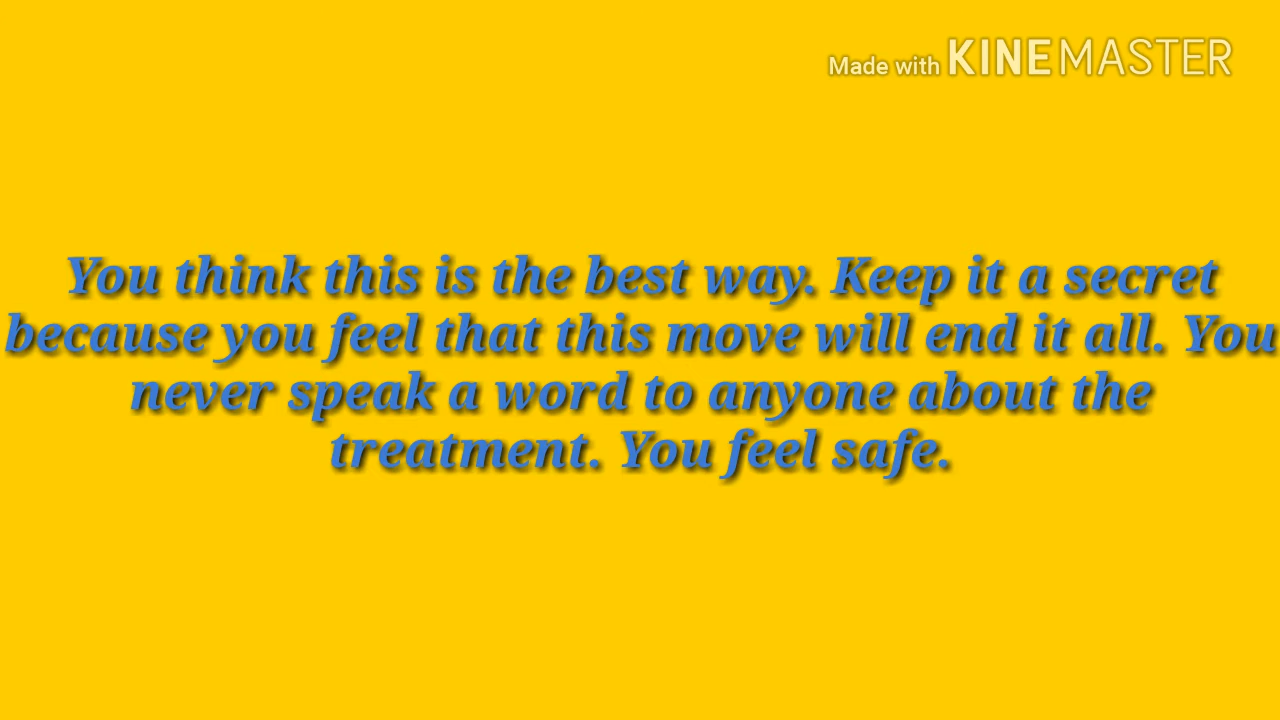 Made with KINEMASTER
You think this is the best way. Keep it a secret
because you feel that this move will end it all. You
never speak a word to anyone about the
treatment. You feel safe.